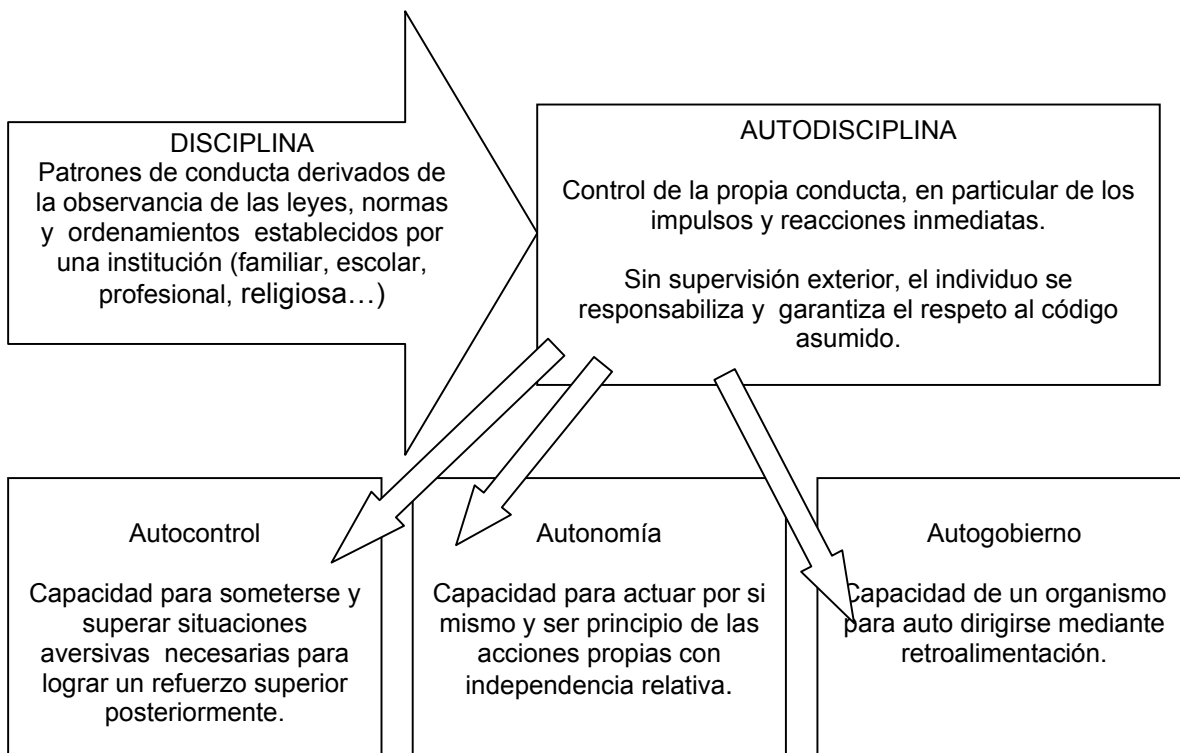 DISCIPLINA
Patrones de conducta derivados de
la observancia de las leyes, normas
y ordenamientos establecidos por
una institución (familiar, escolar,
profesional, religiosa…)
AUTODISCIPLINA
Control de la propia conducta, en particular de los
impulsos y reacciones inmediatas.
Sin supervisión exterior, el individuo se
responsabiliza y garantiza el respeto al código
asumido.
Autocontrol
Capacidad para someterse y
superar situaciones
aversivas necesarias para
lograr un refuerzo superior
posteriormente.
Autonomía
Capacidad para actuar por si
mismo y ser principio de las
acciones propias con
independencia relativa.
Autogobierno
Capacidad de un organismo
para auto dirigirse mediante
retroalimentación.